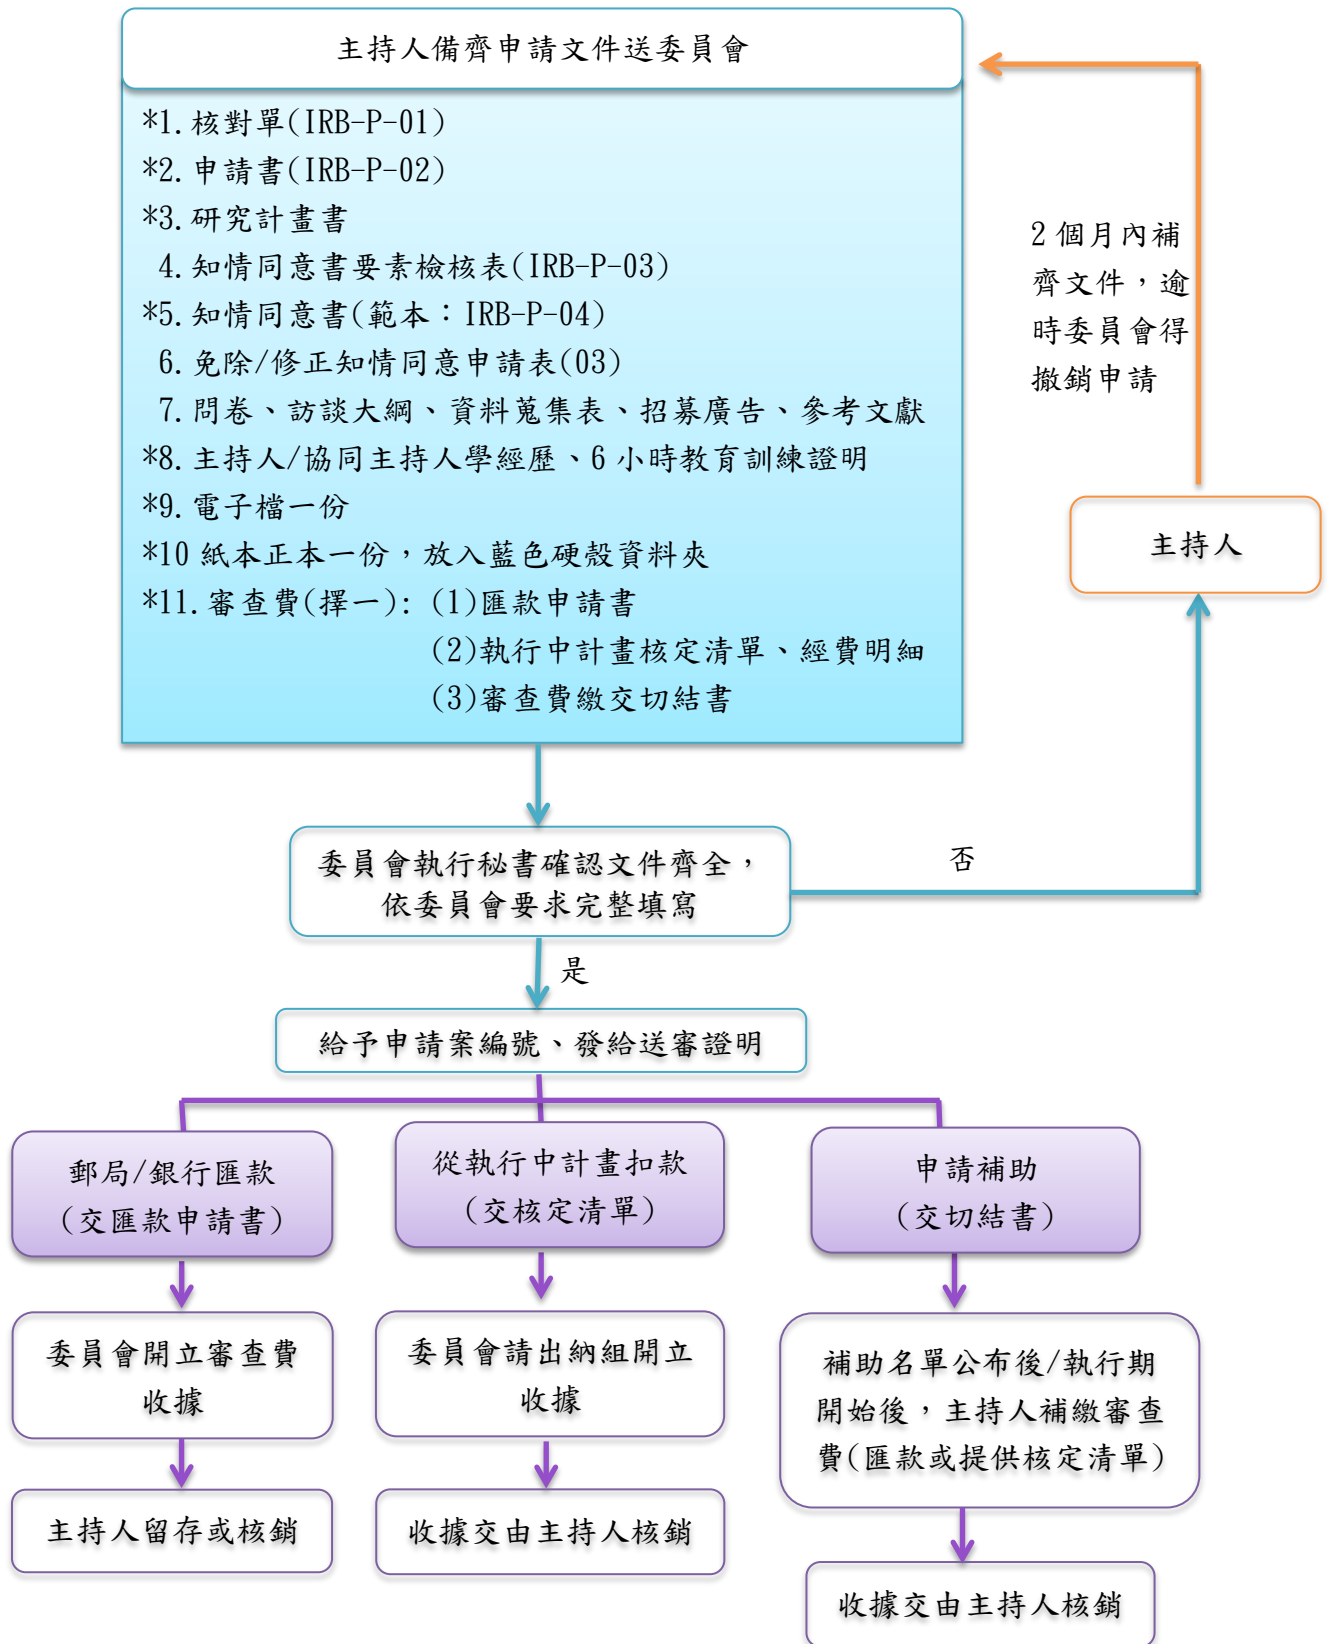 主持人備齊申請文件送委員會
*1.核對單(IRB-P-01)
*2.申請書(IRB-P-02)
*3.研究計畫書
4.知情同意書要素檢核表(IRB-P-03)
*5.知情同意書(範本：IRB-P-04)
6.免除/修正知情同意申請表(03)
7.問卷、訪談大綱、資料蒐集表、招募廣告、參考文獻
*8.主持人/協同主持人學經歷、6小時教育訓練證明
*9.電子檔一份
*10紙本正本一份，放入藍色硬殼資料夾
*11.審查費(擇一):(1)匯款申請書
(2)執行中計畫核定清單、經費明細
(3)審查費繳交切結書
2個月內補
齊文件，逾
時委員會得
撤銷申請
主持人
委員會執行秘書確認文件齊全，
依委員會要求完整填寫
否
是
給予申請案編號、發給送審證明
郵局/銀行匯款
(交匯款申請書)
從執行中計畫扣款
(交核定清單)
申請補助
(交切結書)
委員會開立審查費
收據
委員會請出納組開立
收據
補助名單公布後/執行期
開始後，主持人補繳審查
費(匯款或提供核定清單)
主持人留存或核銷
收據交由主持人核銷
收據交由主持人核銷